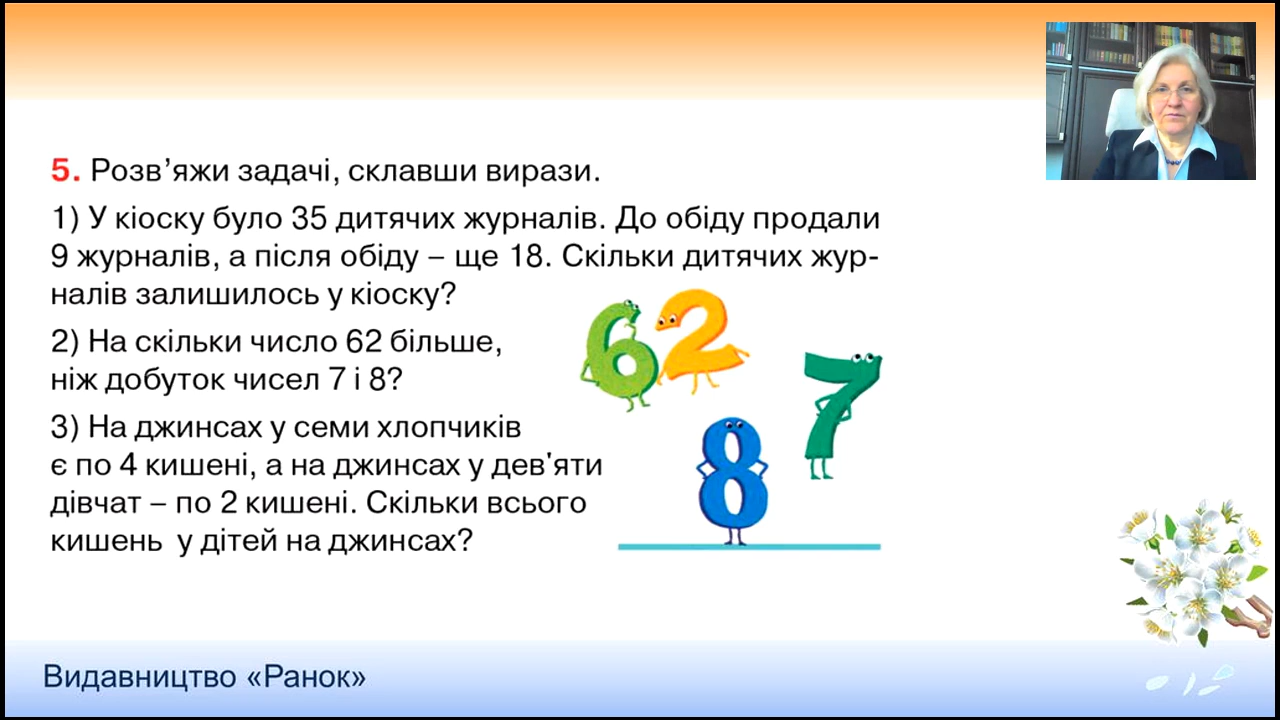 5. Розв’яжи задачі, склавши вирази.
1) У кіоску було 35 дитячих журналів. До обіду продали
9 журналів, а після обіду – ще 18. Скільки дитячих жур-
налів залишилось у кіоску?
2) На скільки число 62 більше,
ніж добуток чисел 7 і 8?
3) На джинсах у семи хлопчиків
є по 4 кишені, а на джинсах у дев'яти
дівчат – по 2 кишені. Скільки всього
кишень у дітей на джинсах?
62
7
8
Видавництво «Ранок»